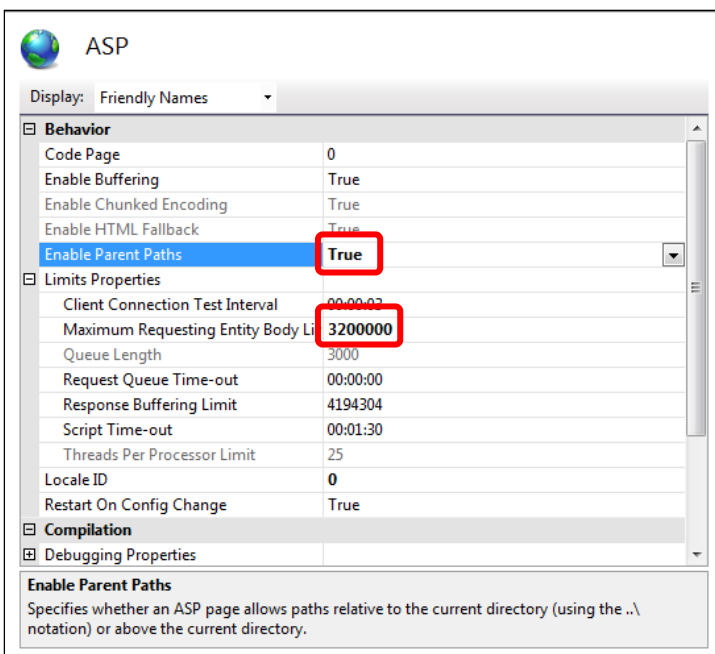 ASP
Display: Friendly Names
Behavior
Code Page 0
Enable Buffering True
Enable Chunked Encoding True
Enable HTML Fallback True
Enable Parent Paths True
Limits Properties
Client Connection Test Interval 00:00:03
Maximum Requesting Entity Body Li 3200000
Queue Length 3000
Request Queue Time-out 00:00:00
Response Buffering Limit 4194304
Script Time-out 00:01:30
Threads Per Processor Limit 25
Locale ID 0
Restart On Config Change True
Compilation
Debugging Properties
Enable Parent Paths
Specifies whether an ASP page allows paths relative to the current directory (using the ..\
notation) or above the current directory.